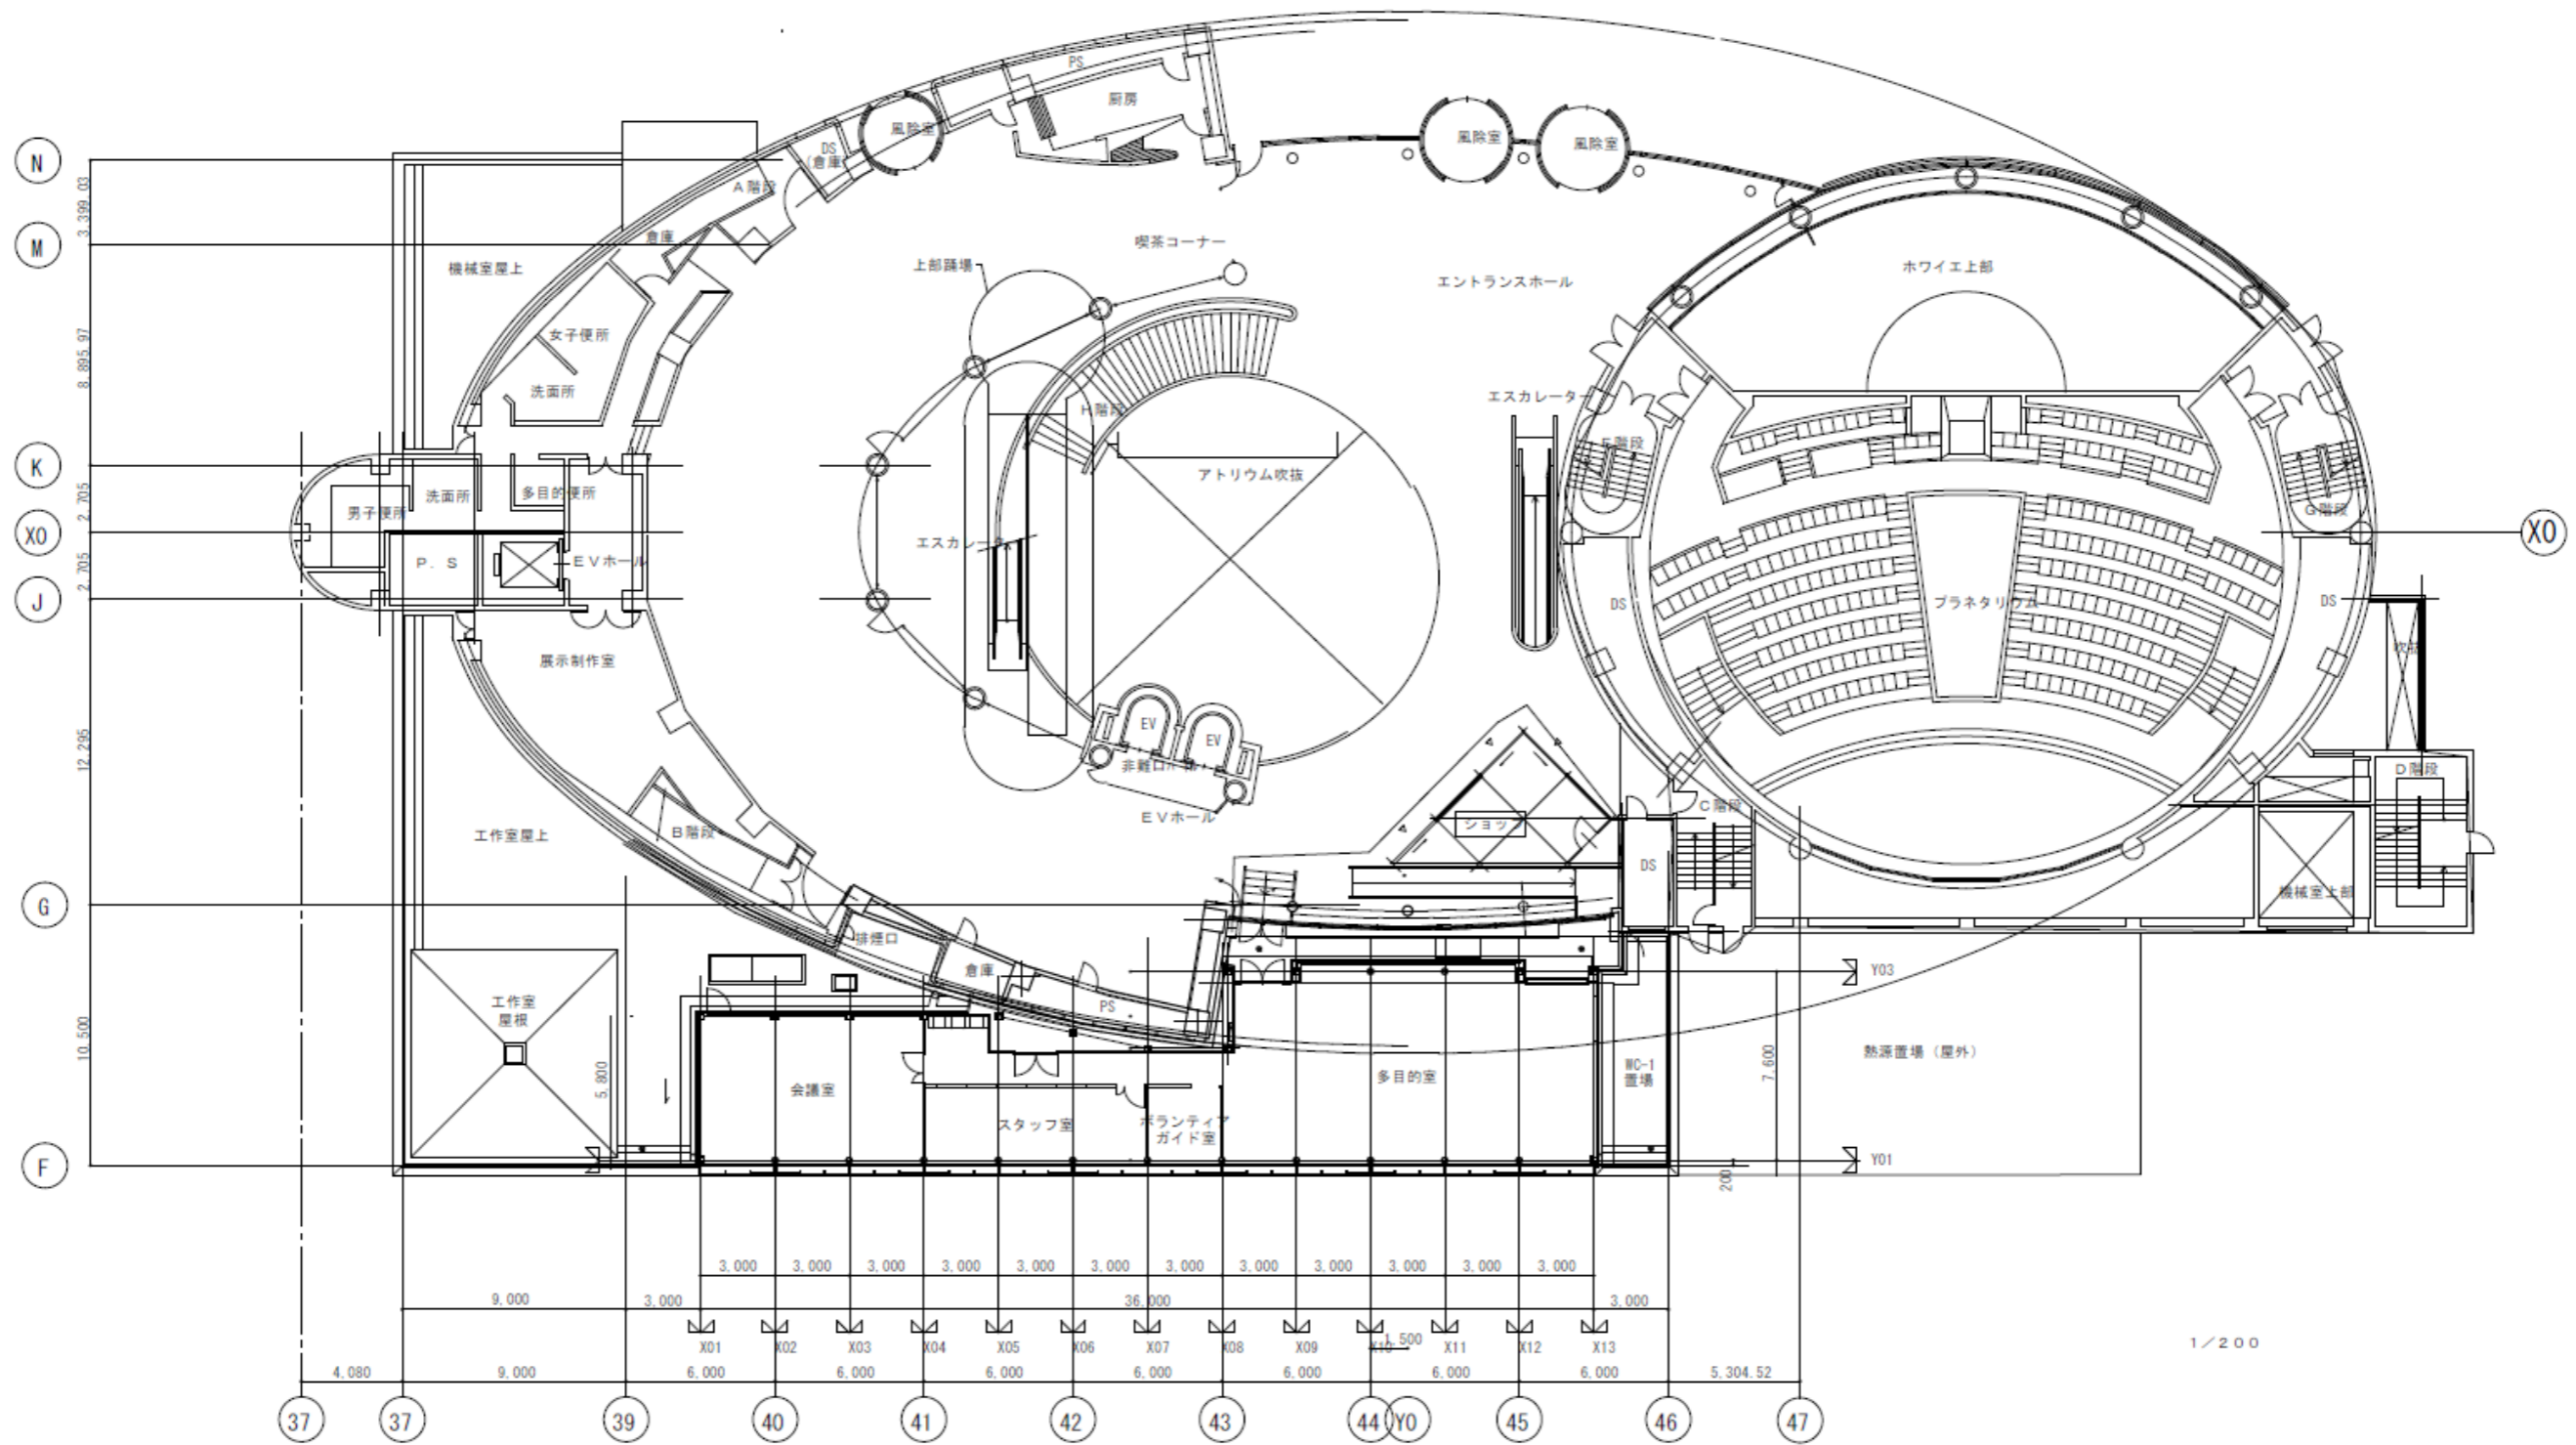 PS
厨房
風除室
風除室
風除室
DS
(倉庫)
N
A階段
3,399.03
M
倉庫
喫茶コーナー
上部踊場
エントランスホール
ホワイエ上部
機械室屋上
女子便所
8,895.97
洗面所
エスカレーター
H階段
F階段
K
アトリウム吹抜
洗面所
多目的便所
2,705
男子便所
G階段
X0
X0
エスカレーター
P.S
EVホール
2,705
J
DS
プラネタリウム
DS
吹抜
展示制作室
EV
EV
12,295
D階段
C階段
EVホール
ショップ
B階段
工作室屋上
DS
機械室上部
G
排煙口
倉庫
Y03
PS
工作室
屋根
10,500
5,800
会議室
多目的室
WC-1
置場
7,600
熱源置場(屋外)
スタッフ室
ボランティア
ガイド室
F
Y01
200
3,000 3,000 3,000 3,000 3,000 3,000 3,000 3,000 3,000 3,000 3,000 3,000
9,000 3,000 36,000 3,000
X01 X02 X03 X04 X05 X06 X07 X08 X09 X10 1,500 X11 X12 X13
1/200
4,080 9,000 6,000 6,000 6,000 6,000 6,000 6,000 6,000 5,304.52
37 37 39 40 41 42 43 44 Y0 45 46 47